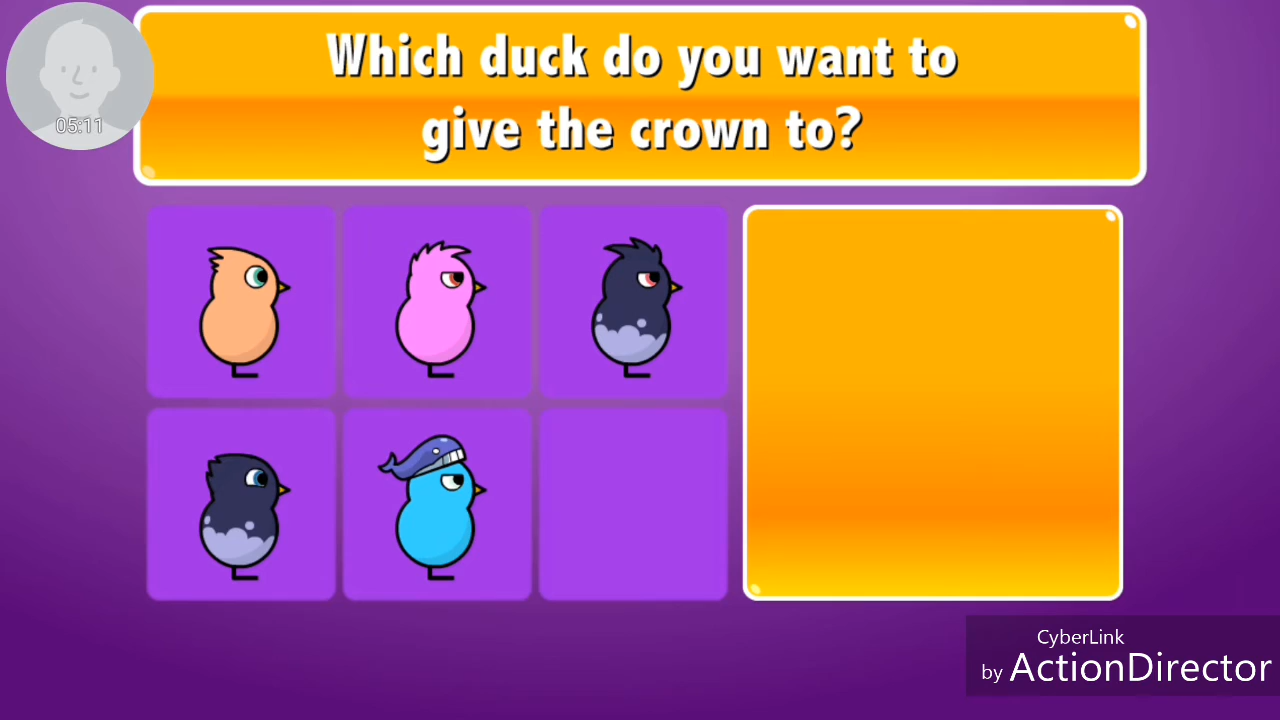 Which duck do you want to
give the crown to?
05:11
CyberLink
by ActionDirector